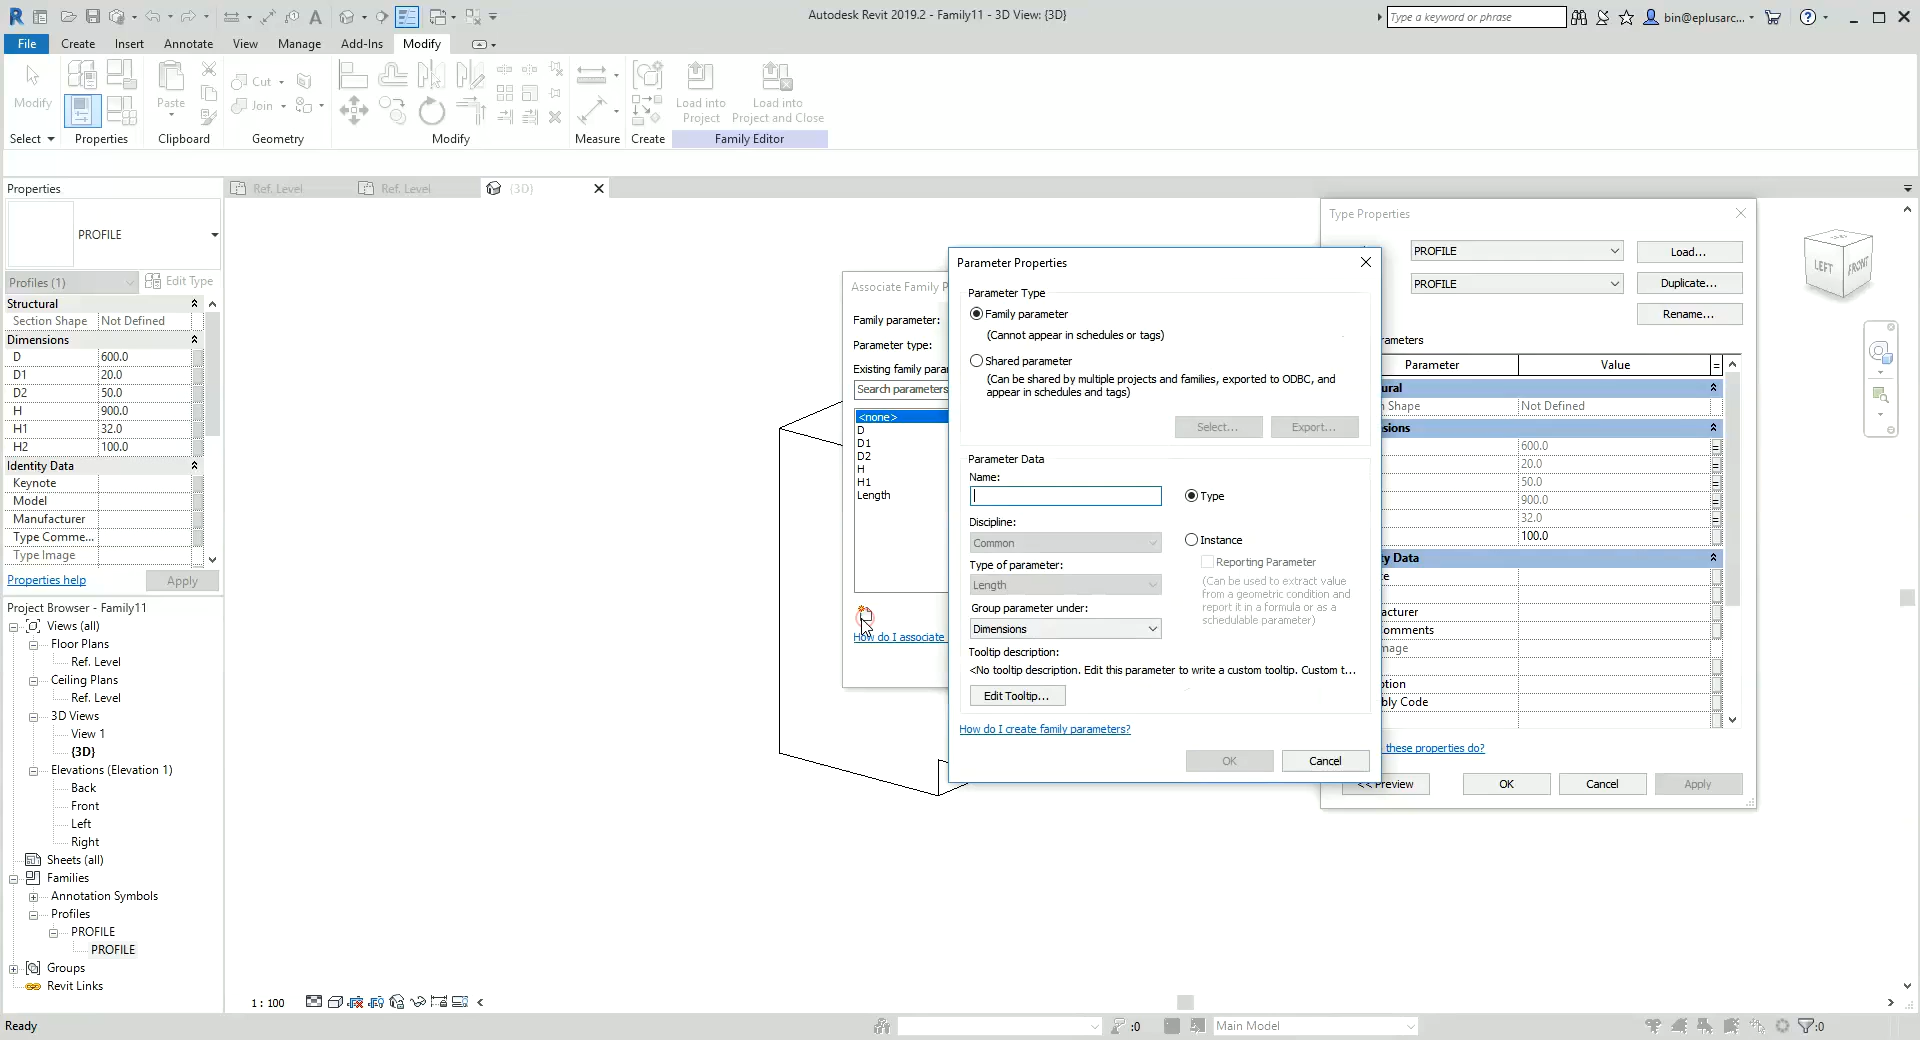 Autodesk Revit 2019.2 - Family11 - 3D View: {3D}
Type a keyword or phrase
bin@eplusarc...
File
Create
Insert
Annotate
View
Manage
Add-Ins
Modify
Modify
Paste
Cut
Join
Load into
Project
Load into
Project and Close
Select
Properties
Clipboard
Geometry
Modify
Measure
Create
Family Editor
Properties
PROFILE
Profiles (1)
Edit Type
Structural
Section Shape Not Defined
Dimensions
D 600.0
D1 20.0
D2 50.0
H 900.0
H1 32.0
H2 100.0
Identity Data
Keynote
Model
Manufacturer
Type Comme...
Type Image
Properties help
Apply
Project Browser - Family11
Views (all)
Floor Plans
Ref. Level
Ceiling Plans
Ref. Level
3D Views
View 1
{3D}
Elevations (Elevation 1)
Back
Front
Left
Right
Sheets (all)
Families
Annotation Symbols
Profiles
PROFILE
PROFILE
Groups
Revit Links
Ready
Ref. Level
Ref. Level
{3D}
Associate Family P
Family parameter:
Parameter type:
Existing family para
Search parameters
<none>
D
D1
D2
H
H1
Length
How do I associate
Parameter Properties
Parameter Type
Family parameter
(Cannot appear in schedules or tags)
Shared parameter
(Can be shared by multiple projects and families, exported to ODBC, and
appear in schedules and tags)
Select...
Export...
Parameter Data
Name:
Type
Discipline:
Common
Instance
Reporting Parameter
(Can be used to extract value
from a geometric condition and
report it in a formula or as a
schedulable parameter)
Type of parameter:
Length
Group parameter under:
Dimensions
Tooltip description:
<No tooltip description. Edit this parameter to write a custom tooltip. Custom t...
Edit Tooltip...
How do I create family parameters?
OK
Cancel
Type Properties
PROFILE
Load...
PROFILE
Duplicate...
Rename...
rameters
Parameter Value =
ural
n Shape Not Defined
sions
600.0 =
20.0 =
50.0 =
900.0 =
32.0 =
100.0
ty Data
te
acturer
omments
mage
ption
bly Code
these properties do?
<< Preview
OK
Cancel
Apply
LEFT
FRONT
1 : 100
:0
Main Model
:0